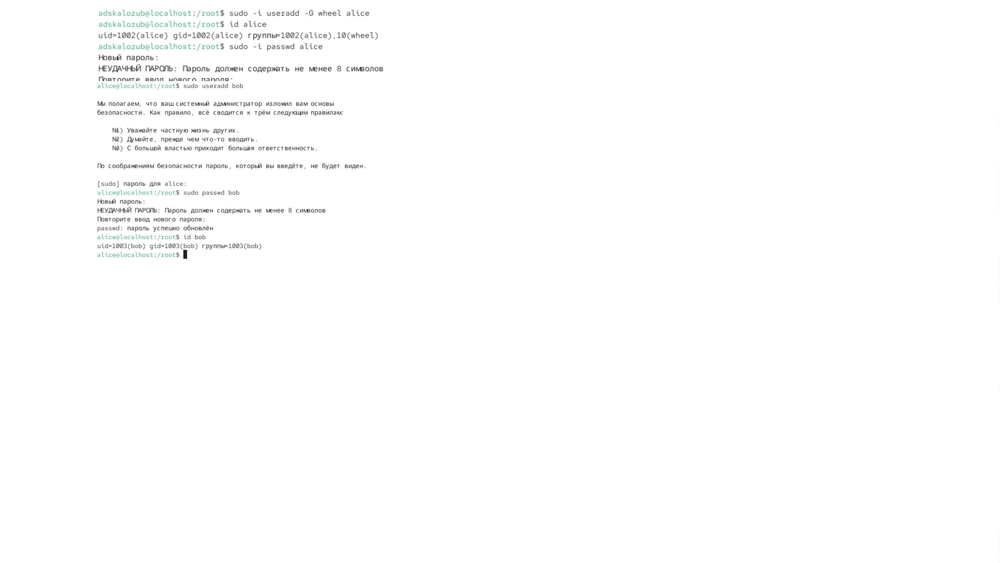 adskalozub@localhost:/root$ sudo -i useradd -G wheel alice
adskalozub@localhost:/root$ id alice
uid=1002(alice) gid=1002(alice) группы=1002(alice),10(wheel)
adskalozub@localhost:/root$ sudo -i passwd alice
Новый пароль:
НЕУДАЧНЫЙ ПАРОЛЬ: Пароль должен содержать не менее 8 символов
Повторите ввод нового пароля:
alice@localhost:/root$ sudo useradd bob
Мы полагаем, что ваш системный администратор изложил вам основы
безопасности. Как правило, всё сводится к трём следующим правилам:
№1) Уважайте частную жизнь других.
№2) Думайте, прежде чем что-то вводить.
№3) С большой властью приходит большая ответственность.
По соображениям безопасности пароль, который вы введёте, не будет виден.
[sudo] пароль для alice:
alice@localhost:/root$ sudo passwd bob
Новый пароль:
НЕУДАЧНЫЙ ПАРОЛЬ: Пароль должен содержать не менее 8 символов
Повторите ввод нового пароля:
passwd: пароль успешно обновлён
alice@localhost:/root$ id bob
uid=1003(bob) gid=1003(bob) группы=1003(bob)
alice@localhost:/root$